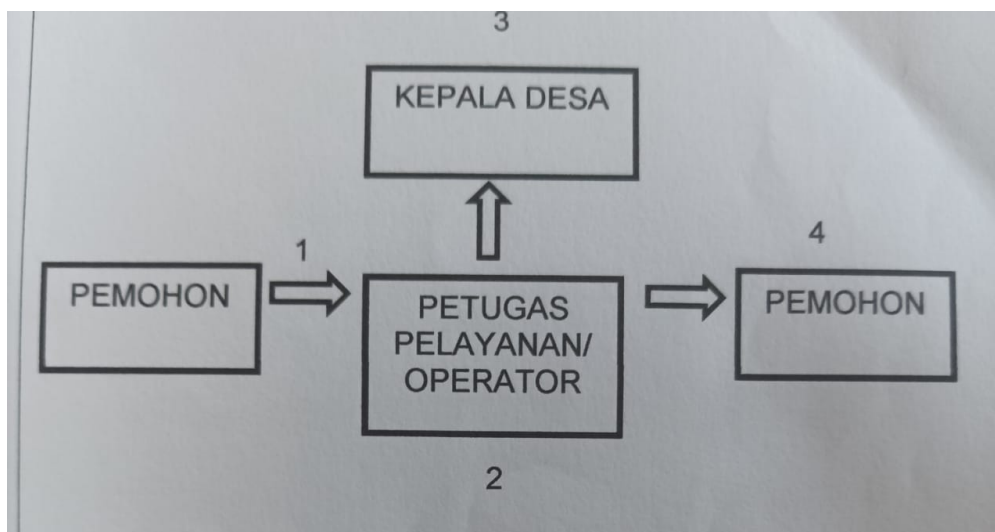 3
KEPALA DESA
1
4
PEMOHON
PETUGAS
PELAYANAN/
OPERATOR
PEMOHON
2